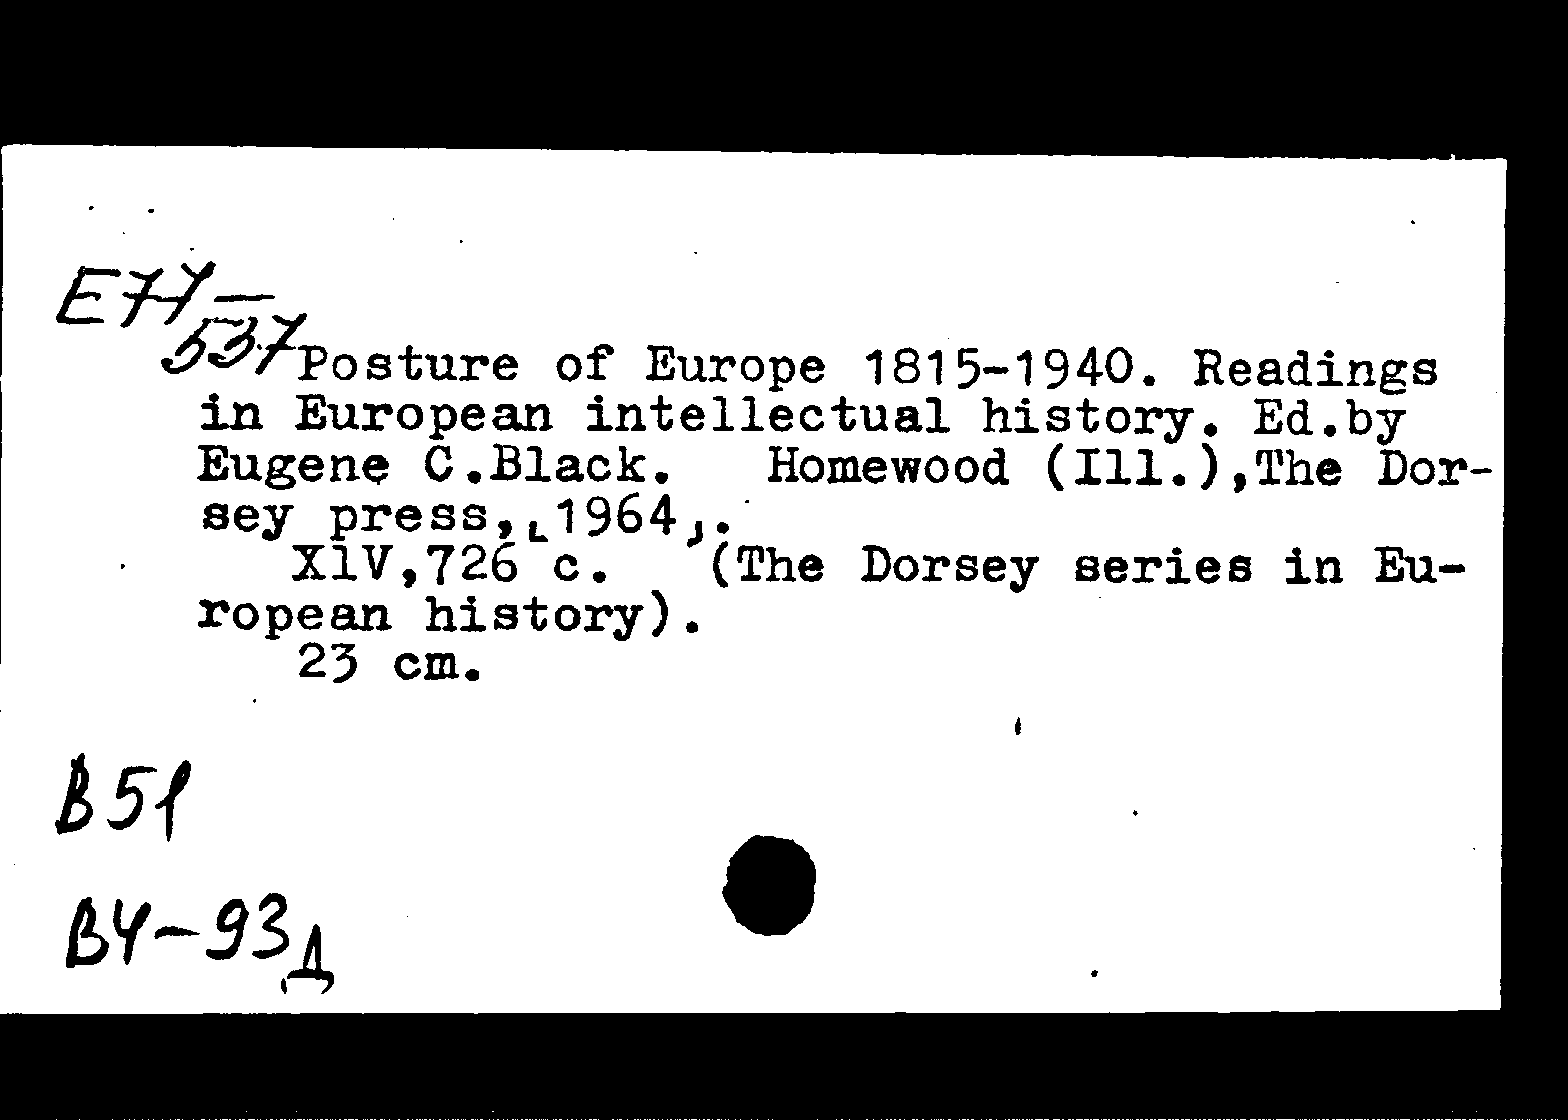 E77-
537
Posture of Europe 1815-1940. Readings
in European intellectual history. Ed.by
Eugene C.Black. Homewood (Ill.),The Dor-
sey press,⌞1964⌟.
XlV,726 c. (The Dorsey series in Eu-
ropean history).
23 cm.
B51
B4-93Д